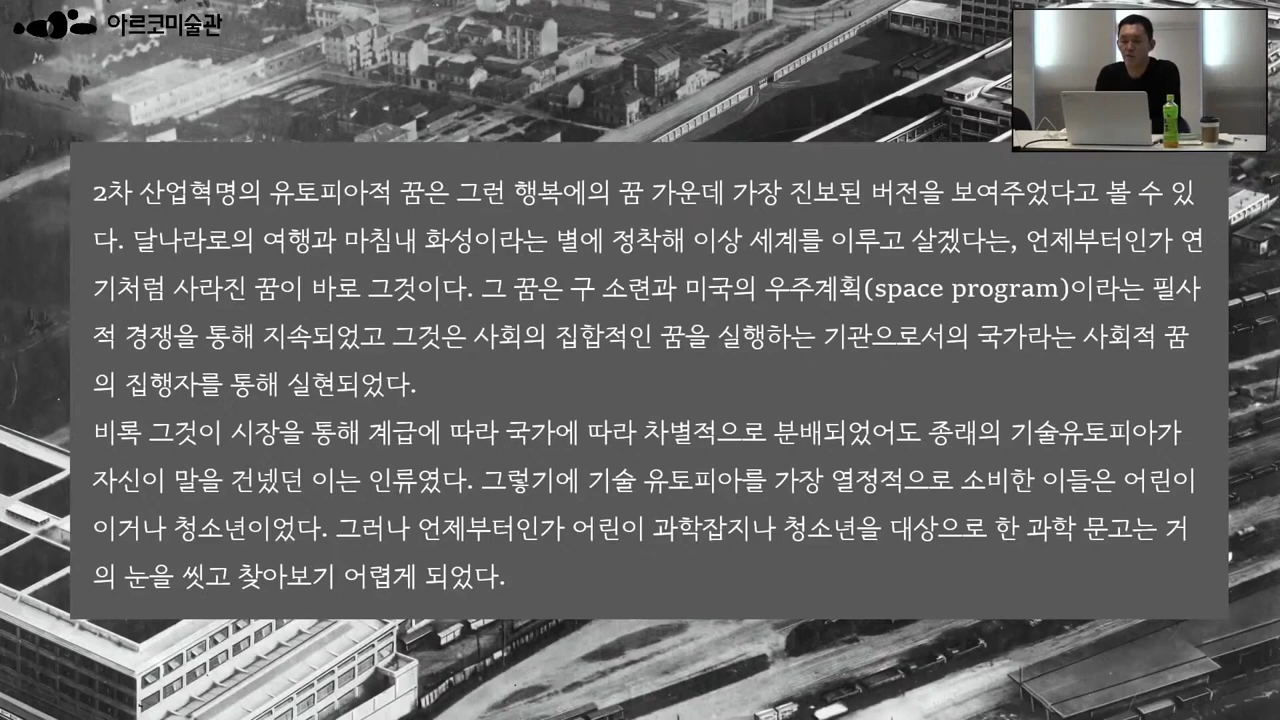 아르코미술관
2차 산업혁명의 유토피아적 꿈은 그런 행복에의 꿈 가운데 가장 진보된 버전을 보여주었다고 볼 수 있
다. 달나라로의 여행과 마침내 화성이라는 별에 정착해 이상 세계를 이루고 살겠다는, 언제부터인가 연
기처럼 사라진 꿈이 바로 그것이다. 그 꿈은 구 소련과 미국의 우주계획(space program)이라는 필사
적 경쟁을 통해 지속되었고 그것은 사회의 집합적인 꿈을 실행하는 기관으로서의 국가라는 사회적 꿈
의 집행자를 통해 실현되었다.
비록 그것이 시장을 통해 계급에 따라 국가에 따라 차별적으로 분배되었어도 종래의 기술유토피아가
자신이 말을 건넸던 이는 인류였다. 그렇기에 기술 유토피아를 가장 열정적으로 소비한 이들은 어린이
이거나 청소년이었다. 그러나 언제부터인가 어린이 과학잡지나 청소년을 대상으로 한 과학 문고는 거
의 눈을 씻고 찾아보기 어렵게 되었다.